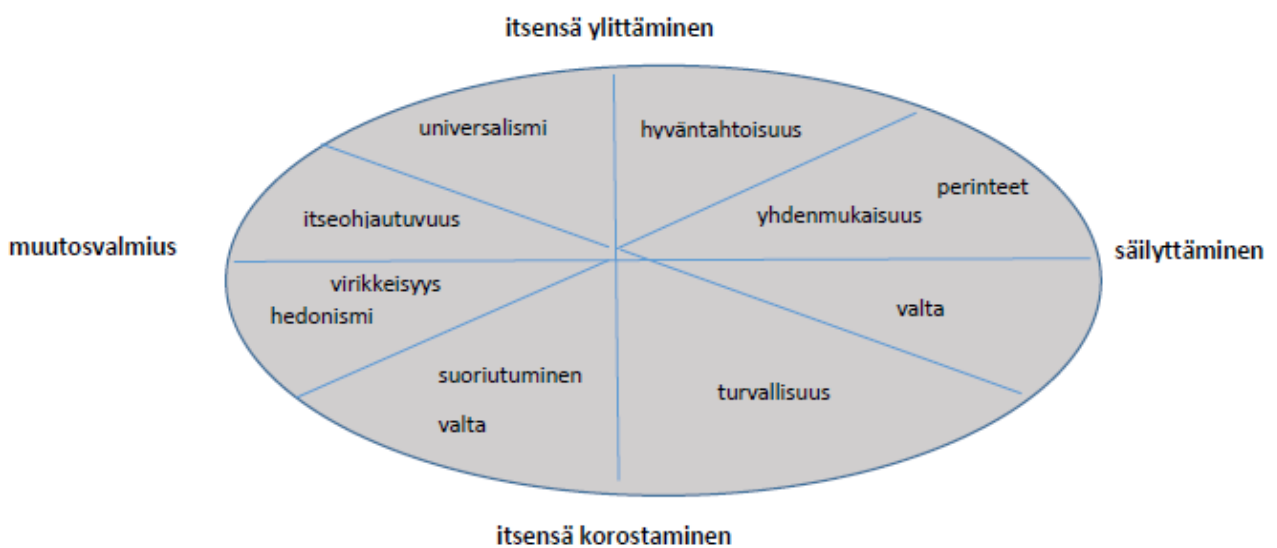 itsensä ylittäminen
universalismi
hyväntahtoisuus
perinteet
itseohjautuvuus
yhdenmukaisuus
muutosvalmius
säilyttäminen
virikkeisyys
hedonismi
valta
suoriutuminen
turvallisuus
valta
itsensä korostaminen